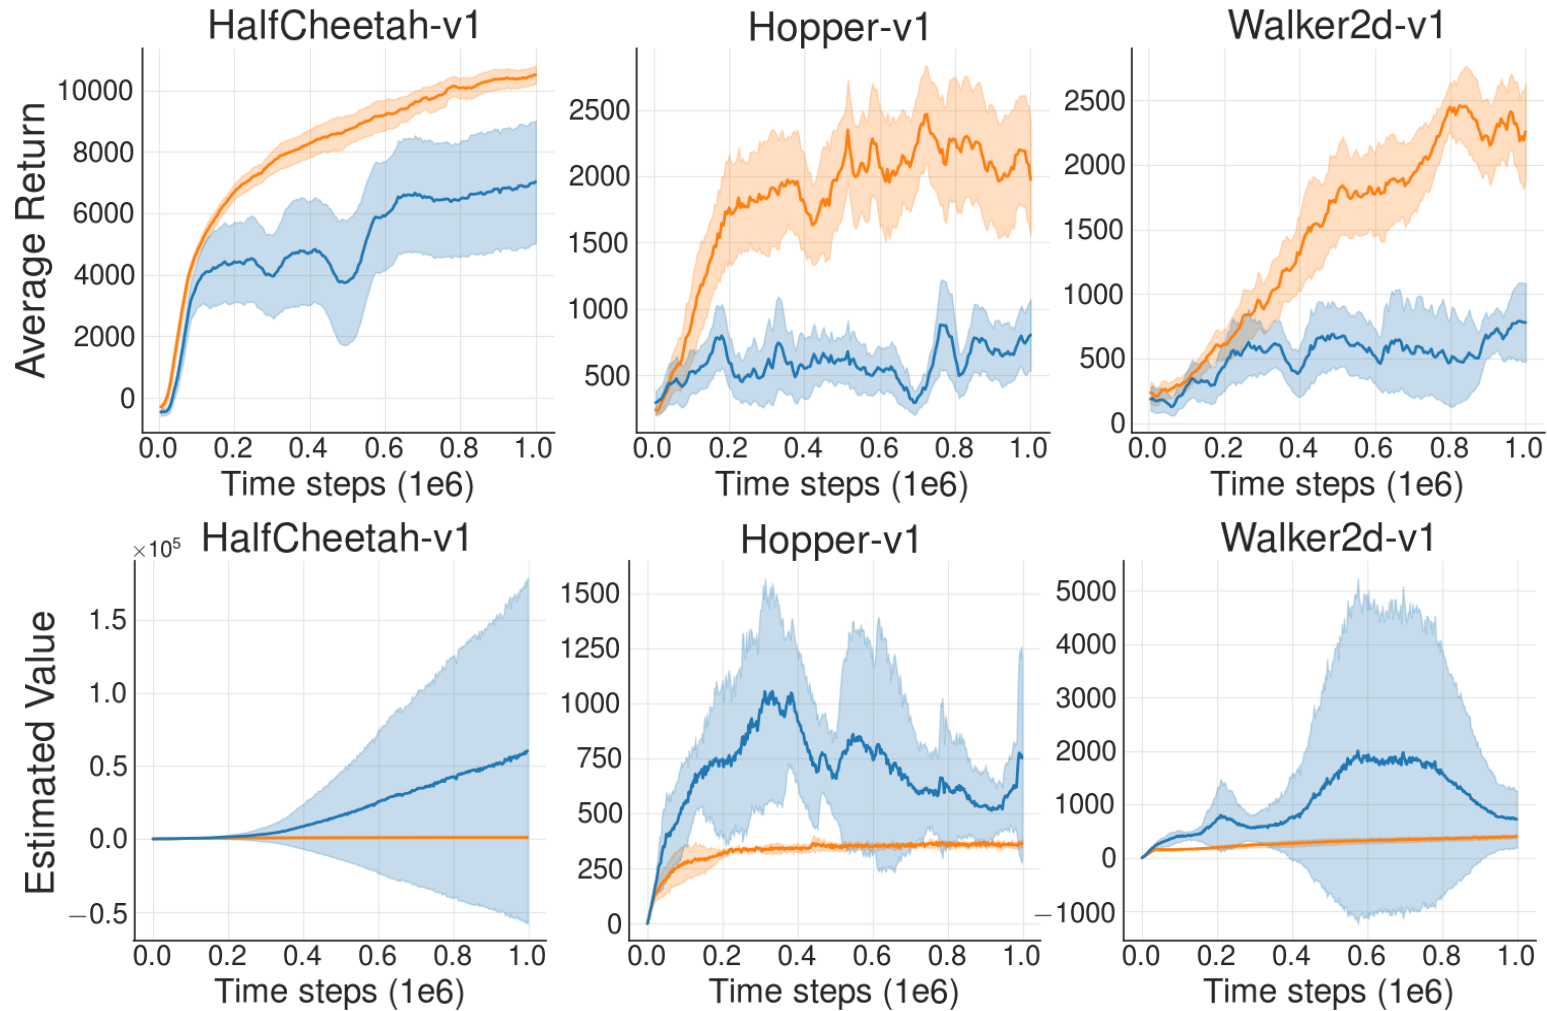 HalfCheetah-v1
Hopper-v1
Walker2d-v1
Average Return
10000
8000
6000
4000
2000
0
0.0 0.2 0.4 0.6 0.8 1.0
Time steps (1e6)
2500
2000
1500
1000
500
0.0 0.2 0.4 0.6 0.8 1.0
Time steps (1e6)
2500
2000
1500
1000
500
0
0.0 0.2 0.4 0.6 0.8 1.0
Time steps (1e6)
HalfCheetah-v1
Hopper-v1
Walker2d-v1
Estimated Value
×10⁵
1.5
1.0
0.5
0.0
−0.5
0.0 0.2 0.4 0.6 0.8 1.0
Time steps (1e6)
1500
1250
1000
750
500
250
0
0.0 0.2 0.4 0.6 0.8 1.0
Time steps (1e6)
5000
4000
3000
2000
1000
0
−1000
0.0 0.2 0.4 0.6 0.8 1.0
Time steps (1e6)